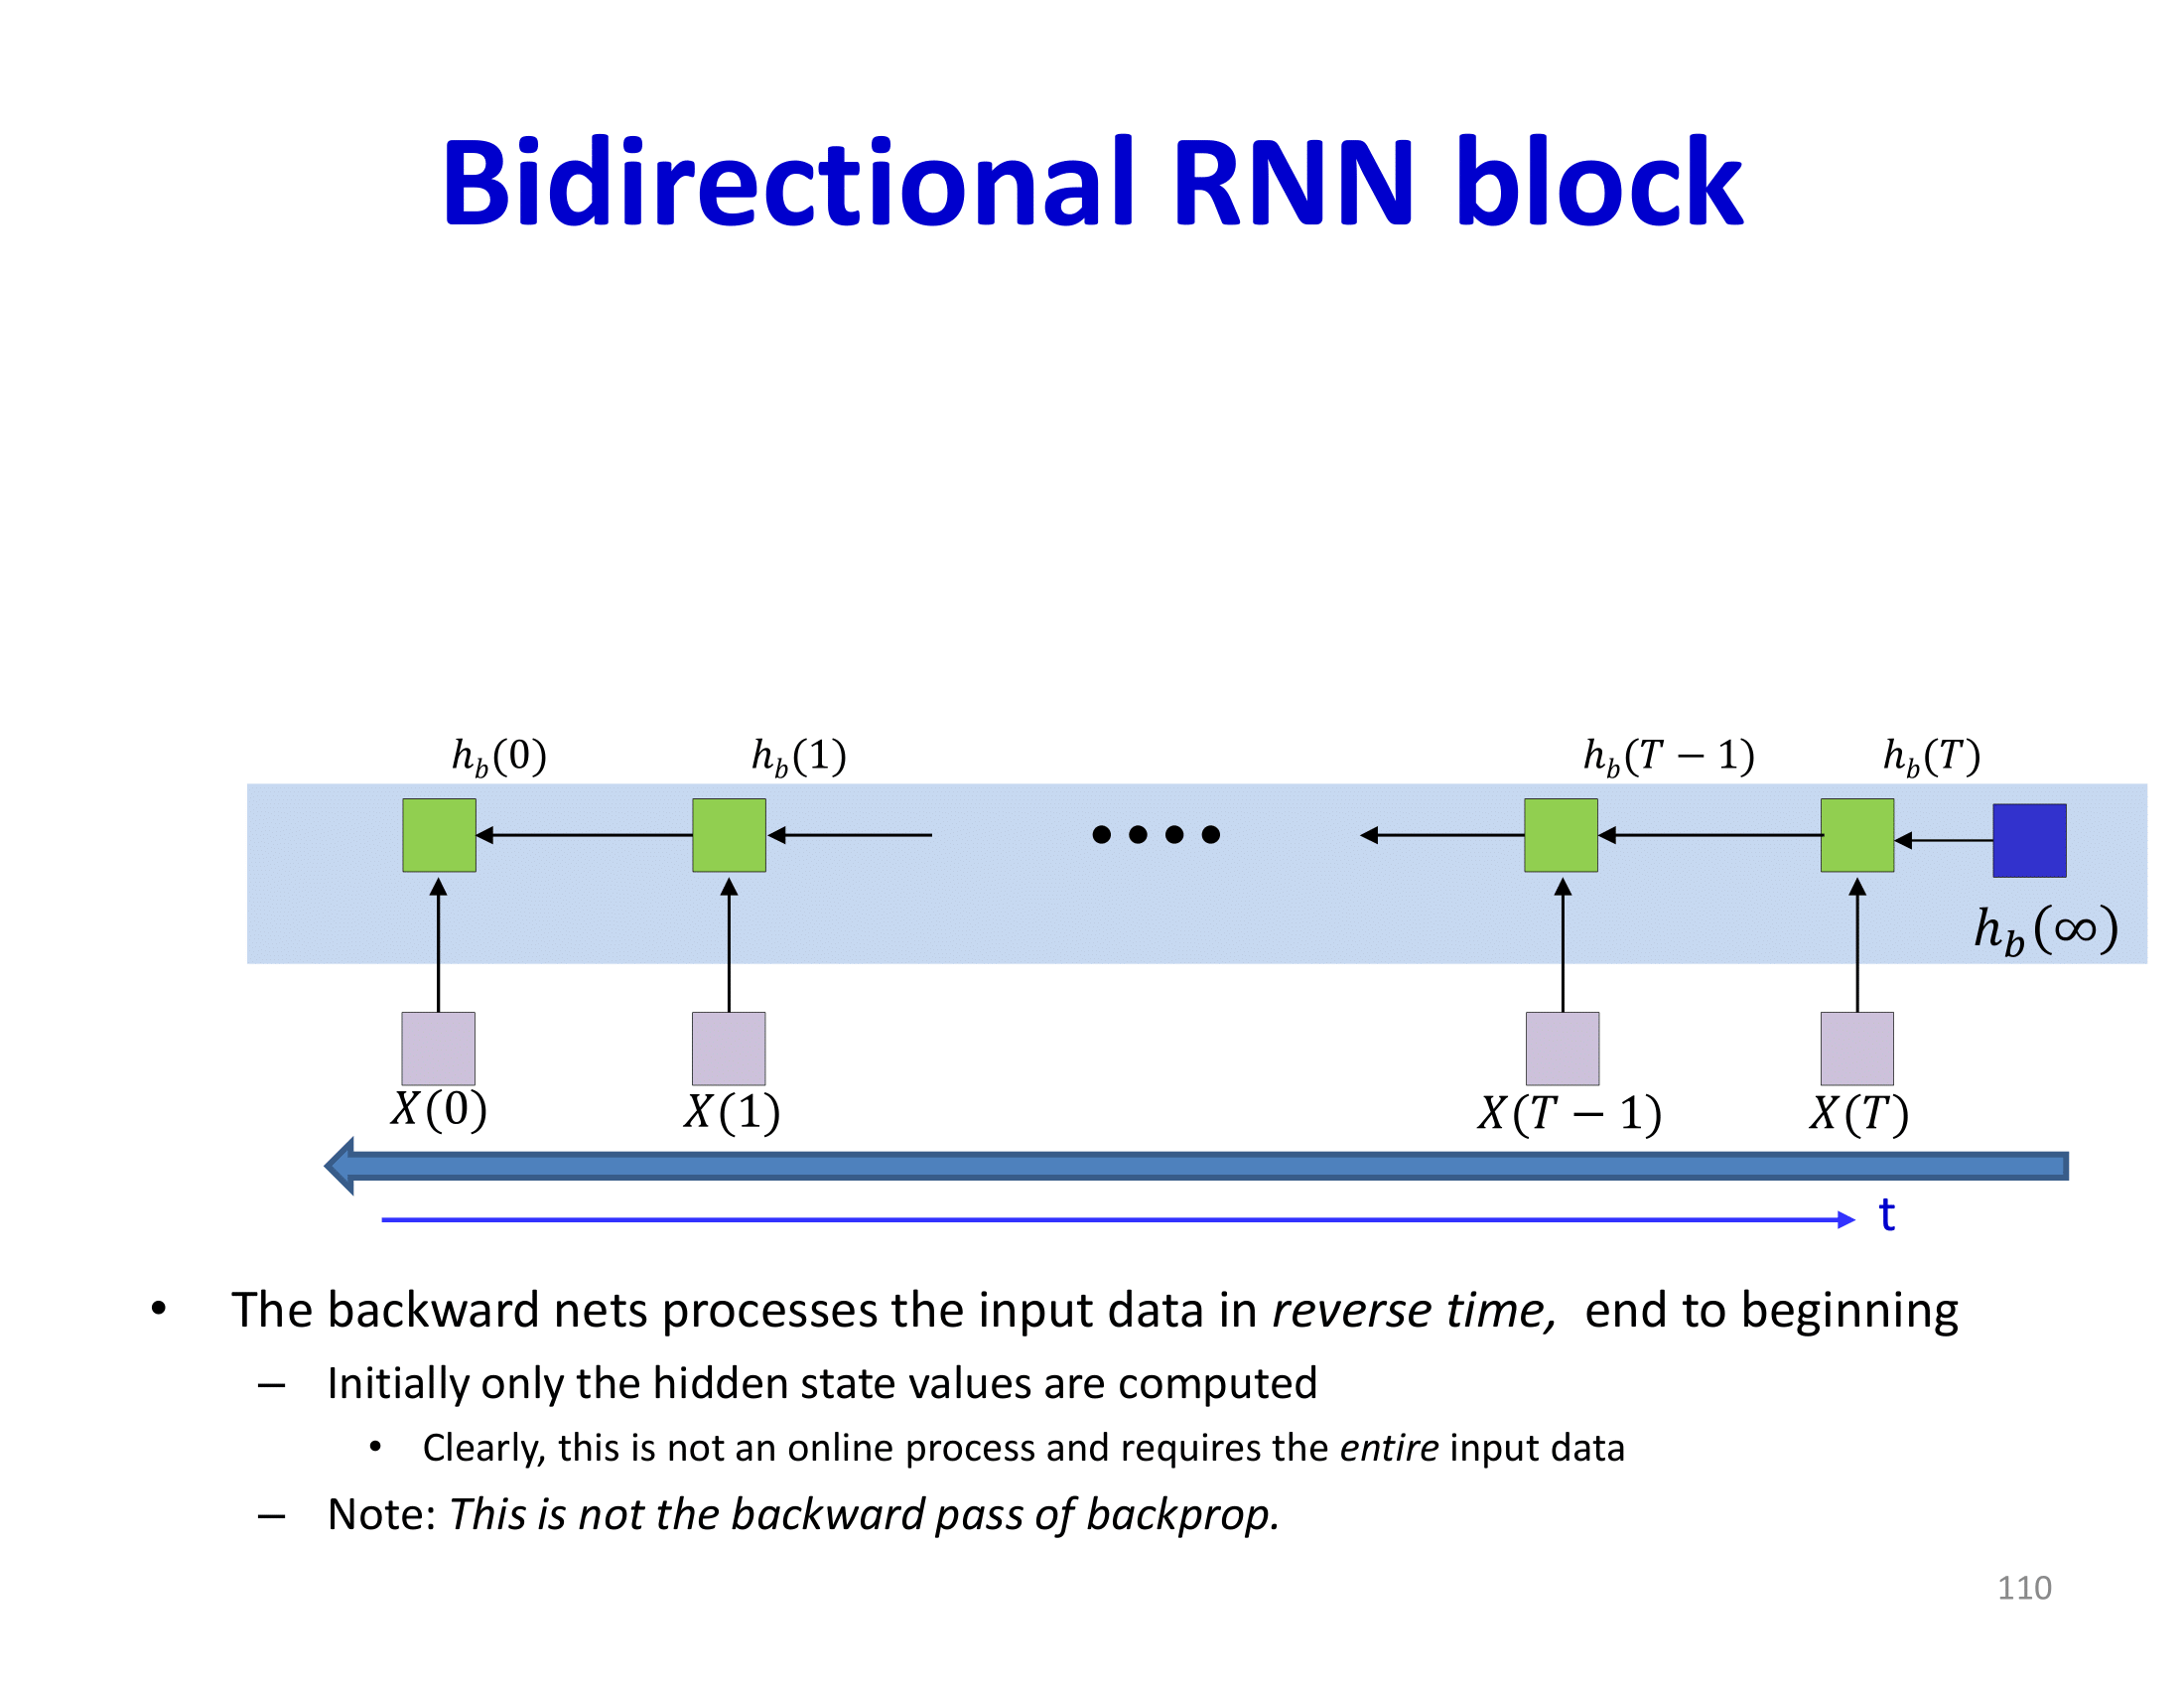 Bidirectional RNN block
h_b(0) h_b(1) h_b(T − 1) h_b(T)
h_b(∞)
X(0) X(1) X(T − 1) X(T)
t
• The backward nets processes the input data in reverse time, end to beginning
– Initially only the hidden state values are computed
• Clearly, this is not an online process and requires the entire input data
– Note: This is not the backward pass of backprop.
110